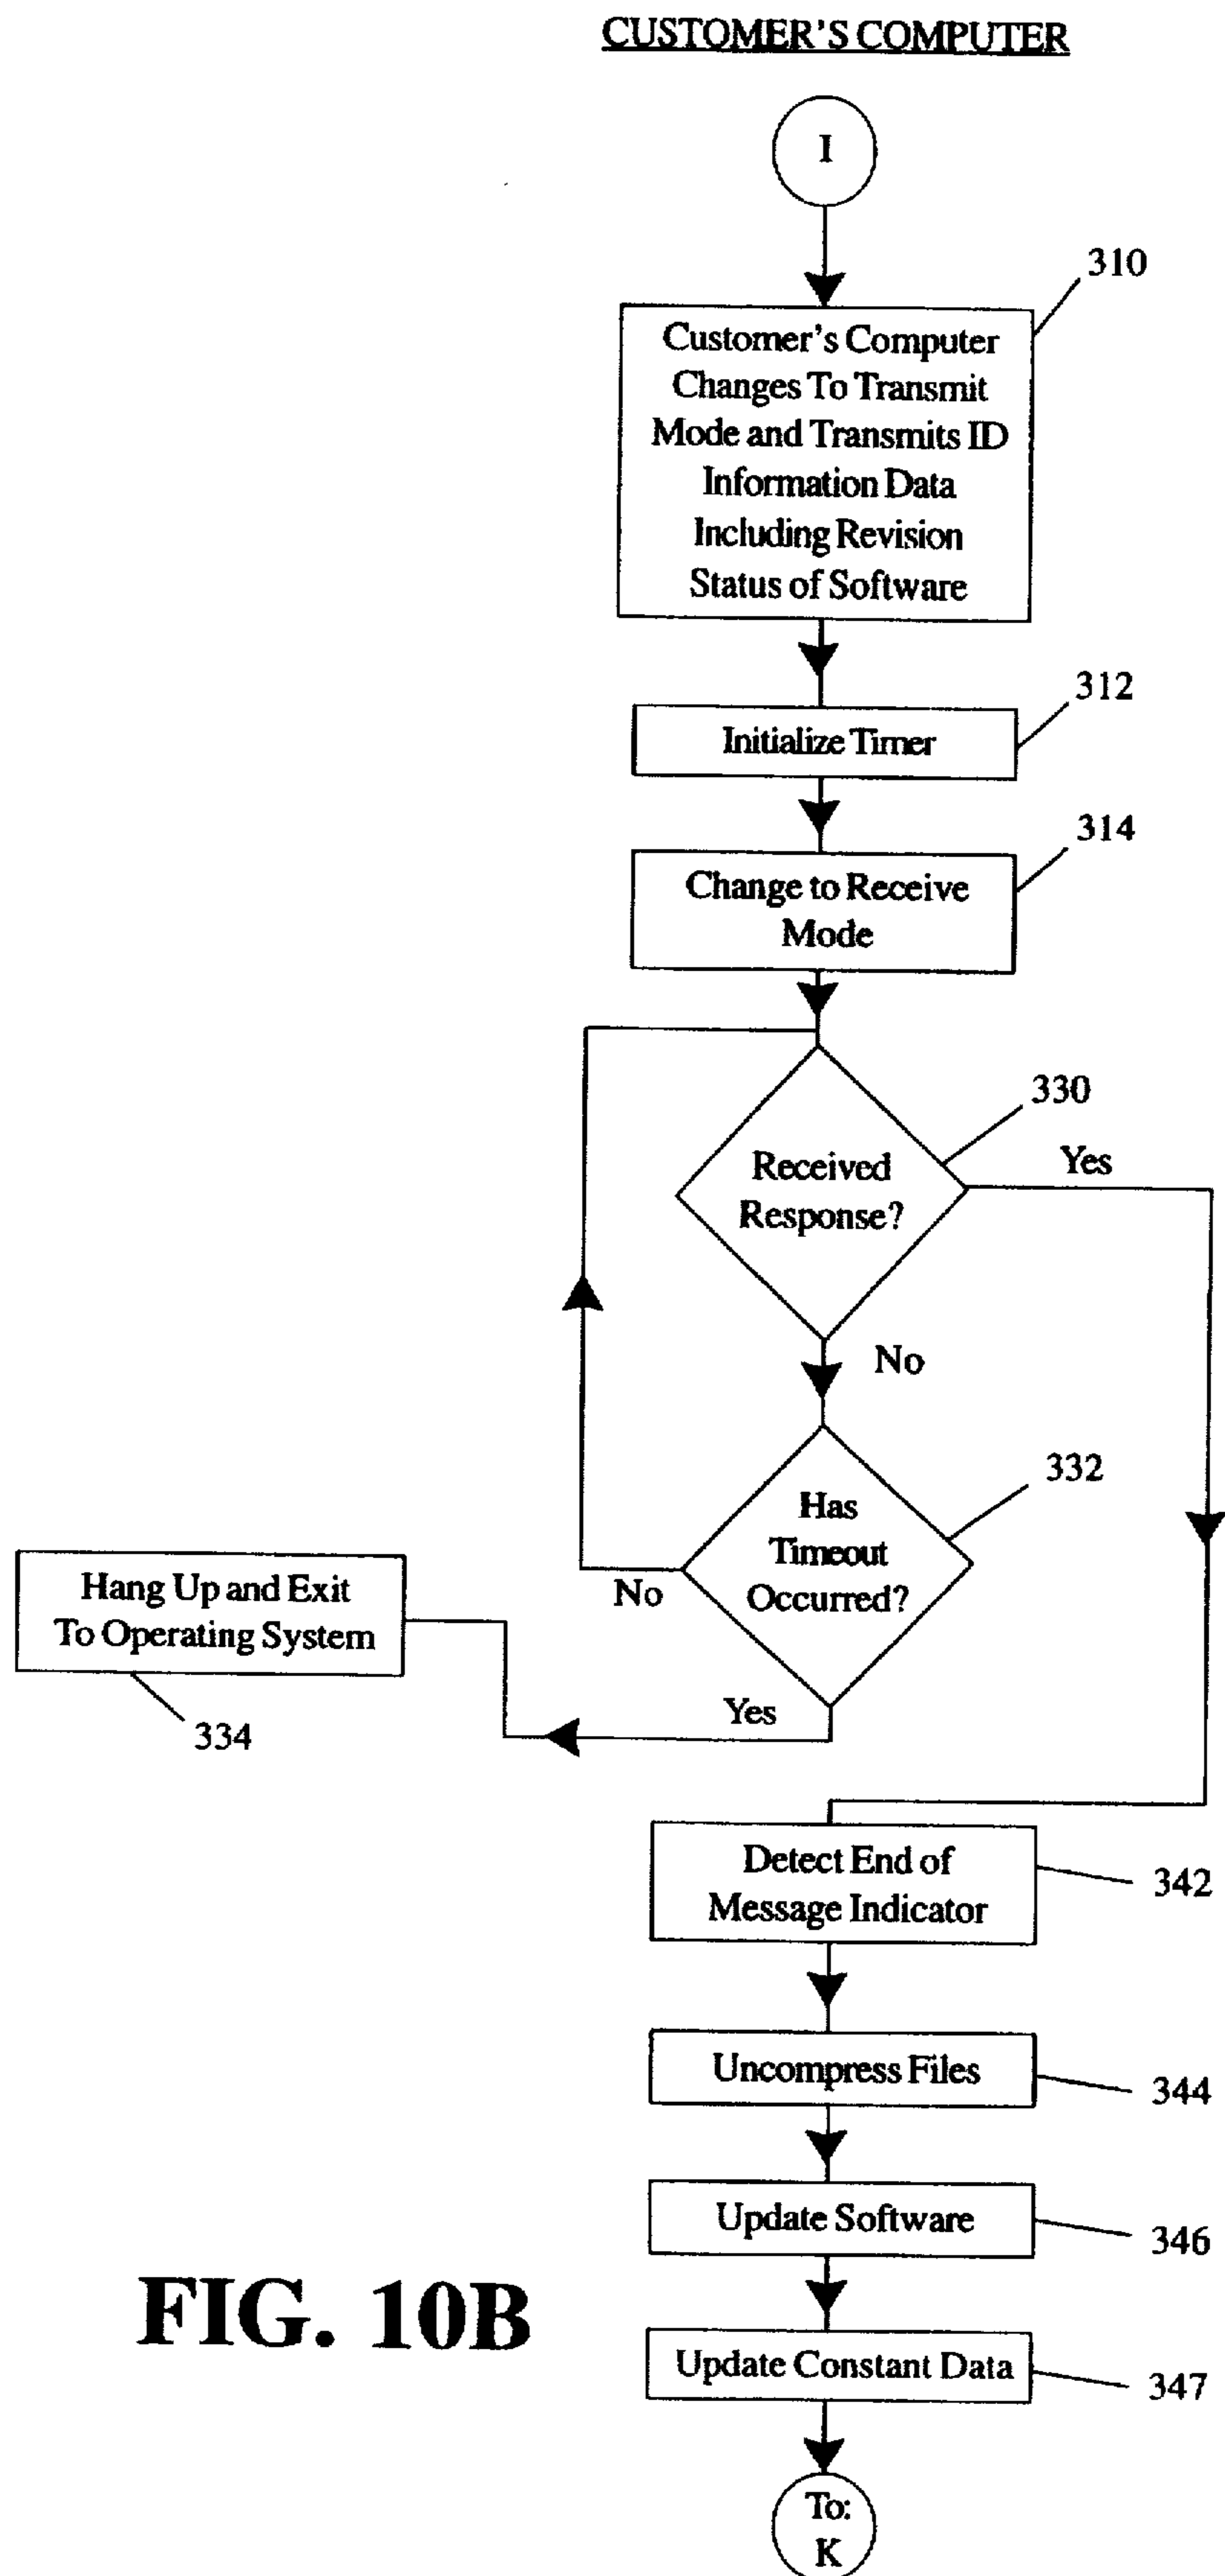 CUSTOMER'S COMPUTER
I
310
Customer's Computer
Changes To Transmit
Mode and Transmits ID
Information Data
Including Revision
Status of Software
312
Initialize Timer
314
Change to Receive
Mode
330
Received
Response?
Yes
No
332
Has
Timeout
Occurred?
No
Hang Up and Exit
To Operating System
334
Yes
Detect End of
Message Indicator
342
Uncompress Files
344
Update Software
346
Update Constant Data
347
To:
K
FIG. 10B